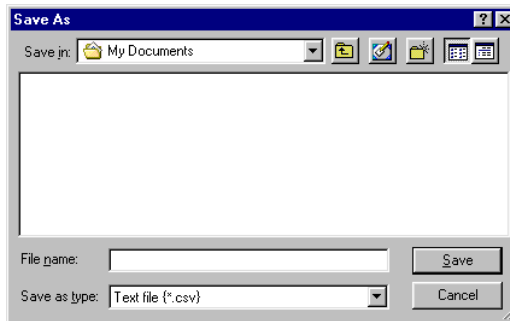 Save As
Save in: My Documents
File name: Save
Save as type: Text file {*.csv} Cancel